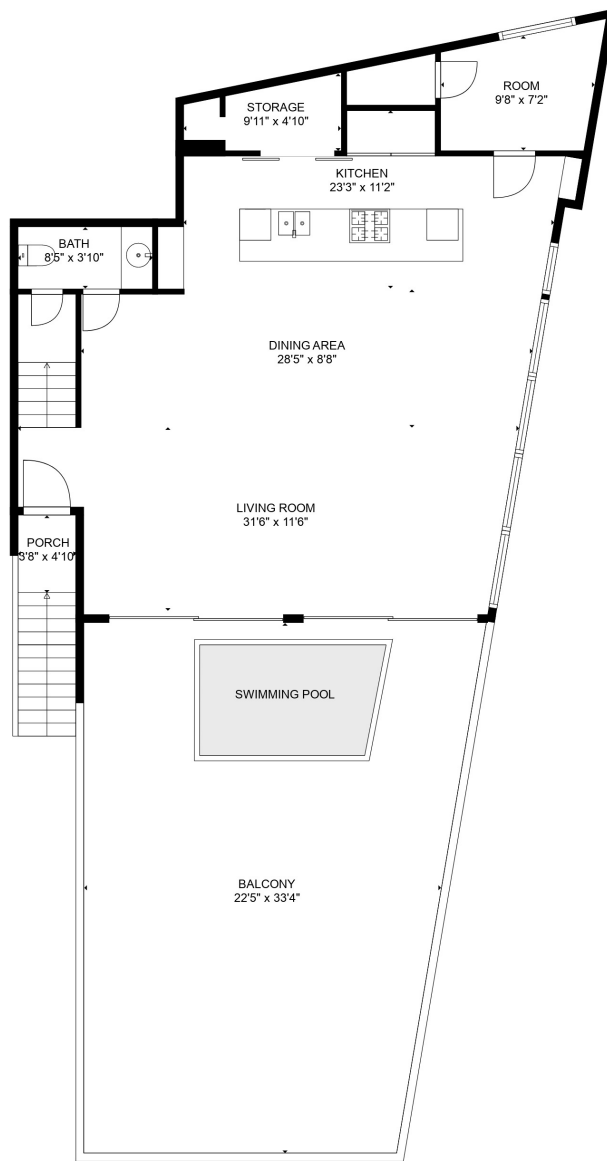 ROOM
9'8" x 7'2"
STORAGE
9'11" x 4'10"
KITCHEN
23'3" x 11'2"
BATH
8'5" x 3'10"
DINING AREA
28'5" x 8'8"
LIVING ROOM
31'6" x 11'6"
PORCH
3'8" x 4'10"
SWIMMING POOL
BALCONY
22'5" x 33'4"